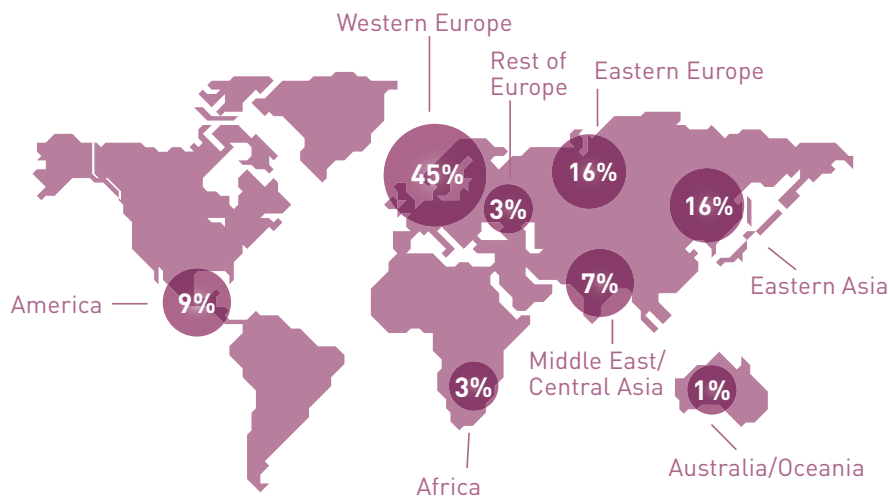 Western Europe
Rest of
Europe
Eastern Europe
45%
3%
16%
16%
Eastern Asia
America
9%
7%
Middle East/
Central Asia
3%
Africa
1%
Australia/Oceania